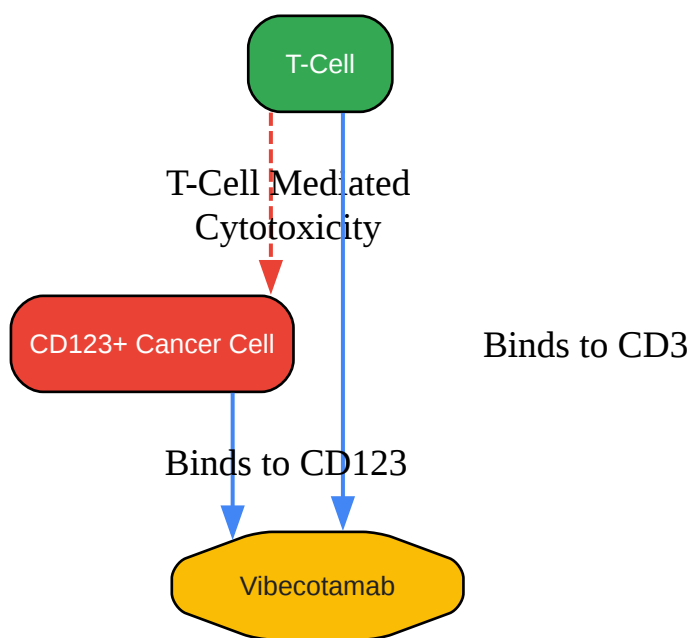 T-Cell
T-Cell Mediated
Cytotoxicity
CD123+ Cancer Cell
Binds to CD3
Binds to CD123
Vibecotamab